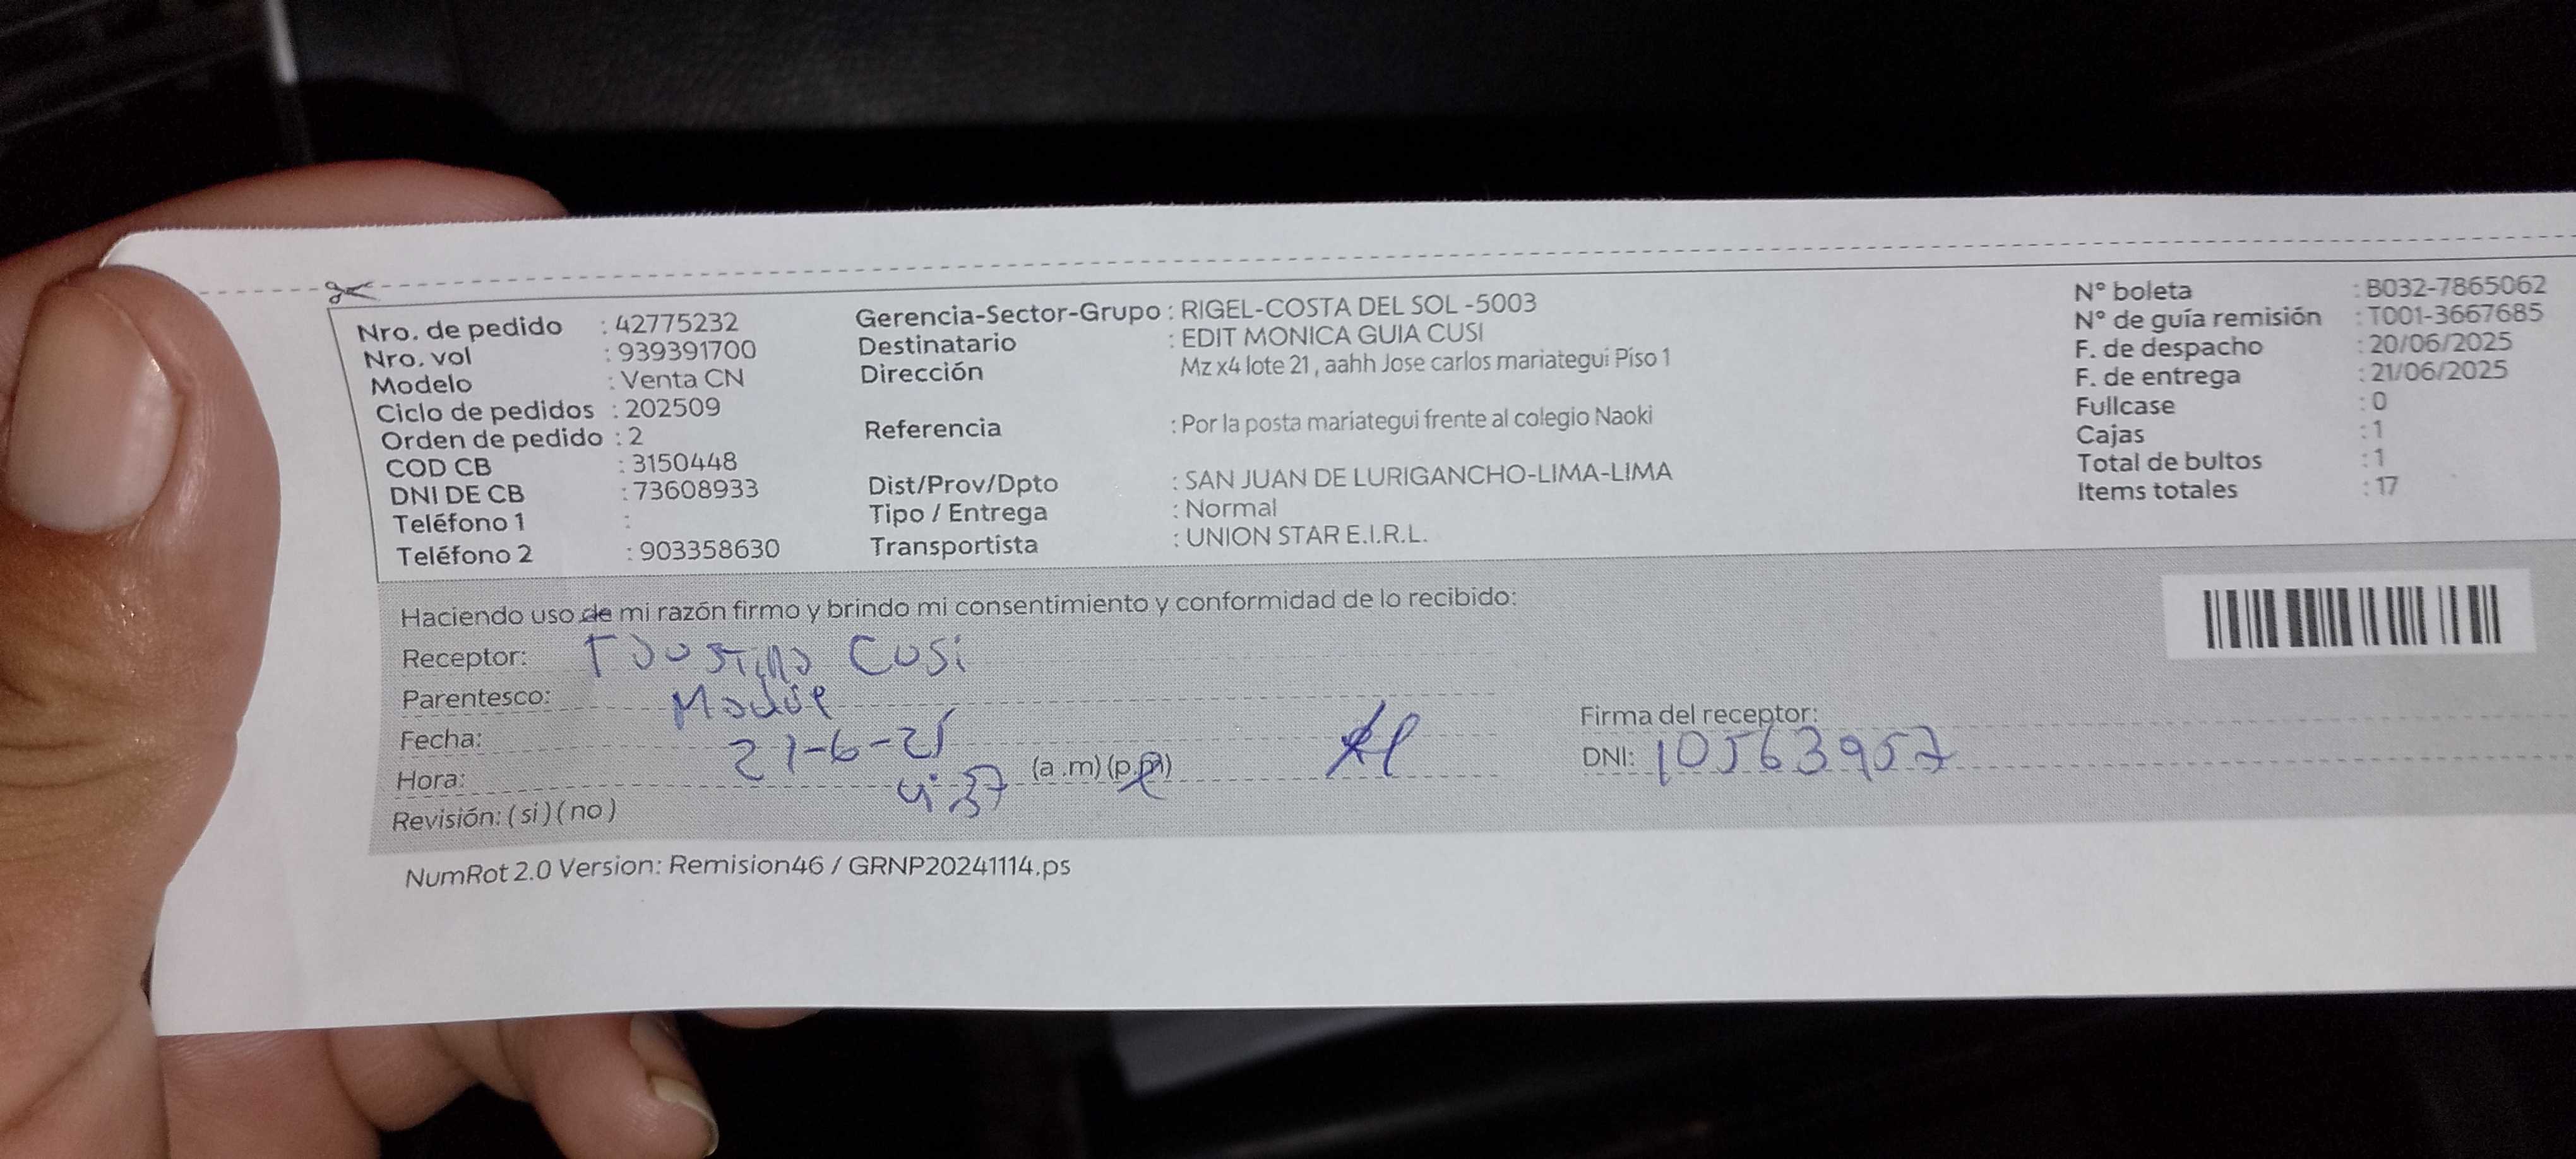 Nro. de pedido : 42775232
Nro. vol : 939391700
Modelo : Venta CN
Ciclo de pedidos : 202509
Orden de pedido : 2
COD CB : 3150448
DNI DE CB : 73608933
Teléfono 1 :
Teléfono 2 : 903358630
Gerencia-Sector-Grupo : RIGEL-COSTA DEL SOL -5003
Destinatario : EDIT MONICA GUIA CUSI
Dirección Mz x4 lote 21 , aahh Jose carlos mariategui Piso 1
Referencia : Por la posta mariategui frente al colegio Naoki
Dist/Prov/Dpto : SAN JUAN DE LURIGANCHO-LIMA-LIMA
Tipo / Entrega : Normal
Transportista : UNION STAR E.I.R.L.
N° boleta : B032-7865062
N° de guía remisión : T001-3667685
F. de despacho : 20/06/2025
F. de entrega : 21/06/2025
Fullcase : 0
Cajas : 1
Total de bultos : 1
Items totales : 17
Haciendo uso de mi razón firmo y brindo mi consentimiento y conformidad de lo recibido:
Receptor: Cusi
Parentesco: Madre
Fecha: 21-6-25
Hora: 4:37 (a .m) (p.m)
Revisión: ( si ) ( no )
Firma del receptor:
DNI: 10563957
NumRot 2.0 Version: Remision46 / GRNP20241114.ps